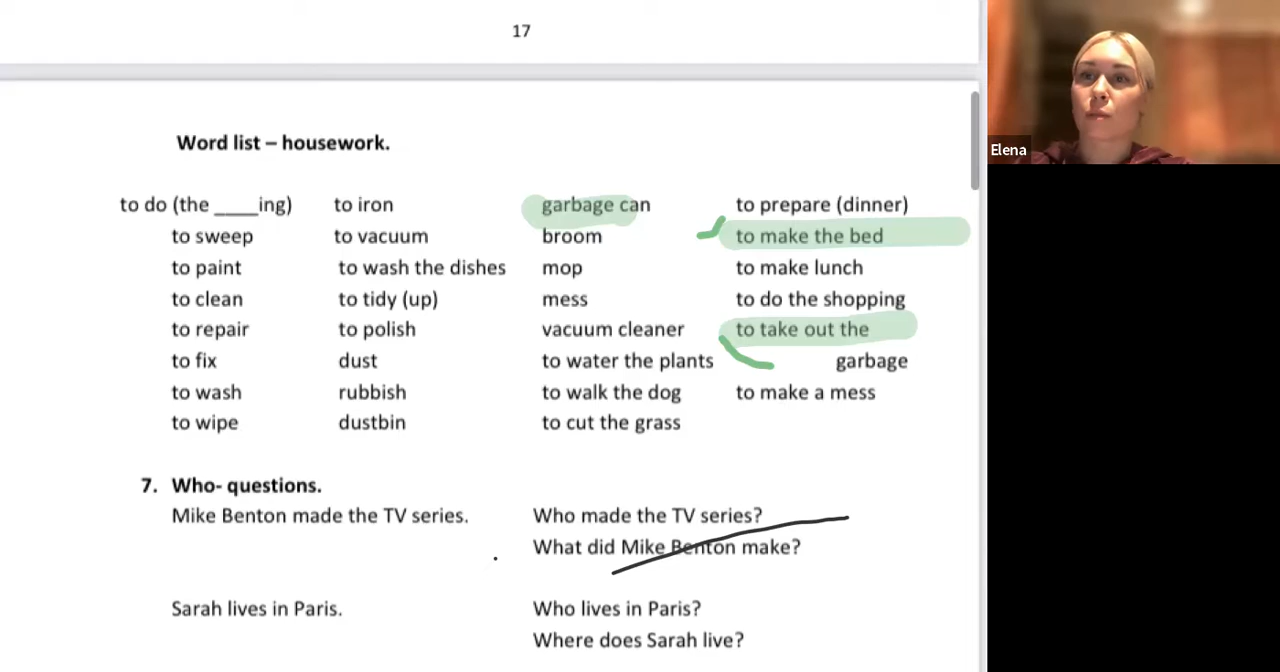 17
Word list – housework.
to do (the ____ing) to iron garbage can to prepare (dinner)
to sweep to vacuum broom to make the bed
to paint to wash the dishes mop to make lunch
to clean to tidy (up) mess to do the shopping
to repair to polish vacuum cleaner to take out the
to fix dust to water the plants garbage
to wash rubbish to walk the dog to make a mess
to wipe dustbin to cut the grass
7. Who- questions.
Mike Benton made the TV series. Who made the TV series?
What did Mike Benton make?
Sarah lives in Paris. Who lives in Paris?
Where does Sarah live?
Elena